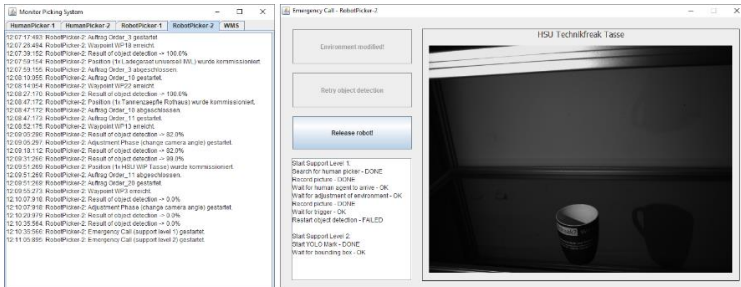 Monitor Picking System
HumanPicker-1 HumanPicker-2 RobotPicker-1 RobotPicker-2 WMS
12:07:17:483: RobotPicker-2: Auftrag Order_3 gestartet
12:07:26:494: RobotPicker-2: Waypoint WP18 erreicht.
12:07:39:152: RobotPicker-2: Result of object detection -> 100.0%
12:07:59:154: RobotPicker-2: Position (1x Ladegeraet universell IWL) wurde kommissioniert.
12:07:59:155: RobotPicker-2: Auftrag Order_3 abgeschlossen.
12:08:10:355: RobotPicker-2: Auftrag Order_10 gestartet.
12:08:14:054: RobotPicker-2: Waypoint WP22 erreicht.
12:08:27:170: RobotPicker-2: Result of object detection -> 100.0%
12:08:47:172: RobotPicker-2: Position (1x Tannenzaepfle Rothaus) wurde kommissioniert.
12:08:47:172: RobotPicker-2: Auftrag Order_10 abgeschlossen.
12:08:47:173: RobotPicker-2: Auftrag Order_11 gestartet.
12:08:52:175: RobotPicker-2: Waypoint WP13 erreicht.
12:09:05:296: RobotPicker-2: Result of object detection -> 82.0%
12:09:05:297: RobotPicker-2: Adjustment Phase (change camera angle) gestartet.
12:09:18:112: RobotPicker-2: Result of object detection -> 82.0%
12:09:31:266: RobotPicker-2: Result of object detection -> 99.0%
12:09:51:269: RobotPicker-2: Position (1x HSU WIP Tasse) wurde kommissioniert.
12:09:51:269: RobotPicker-2: Auftrag Order_11 abgeschlossen.
12:09:51:269: RobotPicker-2: Auftrag Order_20 gestartet.
12:09:55:273: RobotPicker-2: Waypoint WP3 erreicht.
12:10:07:918: RobotPicker-2: Result of object detection -> 0.0%
12:10:07:918: RobotPicker-2: Adjustment Phase (change camera angle) gestartet.
12:10:20:979: RobotPicker-2: Result of object detection -> 0.0%
12:10:35:564: RobotPicker-2: Result of object detection -> 0.0%
12:10:35:566: RobotPicker-2: Emergency Call (support level 1) gestartet.
12:11:05:895: RobotPicker-2: Emergency Call (support level 2) gestartet.
Emergency Call - RobotPicker-2
Environment modified!
Retry object detection
Release robot!
Start Support Level 1:
Search for human picker - DONE
Record picture - DONE
Wait for human agent to arrive - OK
Wait for adjustment of environment - OK
Record picture - DONE
Wait for trigger - OK
Restart object detection - FAILED
Start Support Level 2:
Start YOLO Mark - DONE
Wait for bounding box - OK
HSU Technikfreak Tasse